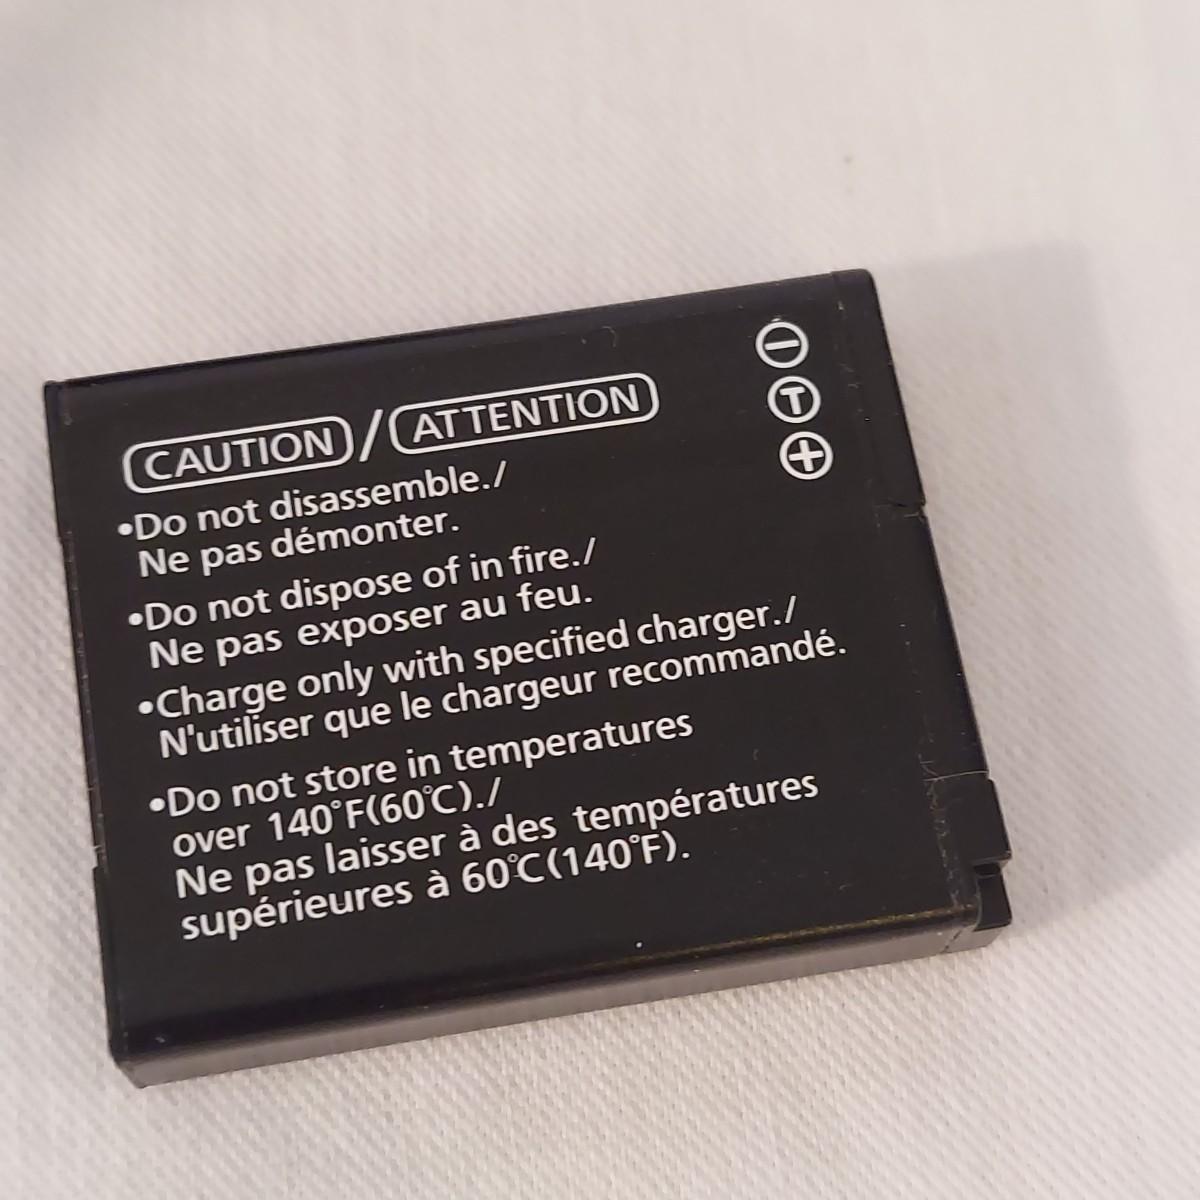 CAUTION/ATTENTION
•Do not disassemble./
Ne pas démonter.
•Do not dispose of in fire./
Ne pas exposer au feu.
•Charge only with specified charger./
N'utiliser que le chargeur recommandé.
•Do not store in temperatures
over 140°F(60℃)./
Ne pas laisser à des températures
supérieures à 60℃(140°F).
⊖
Ⓣ
⊕